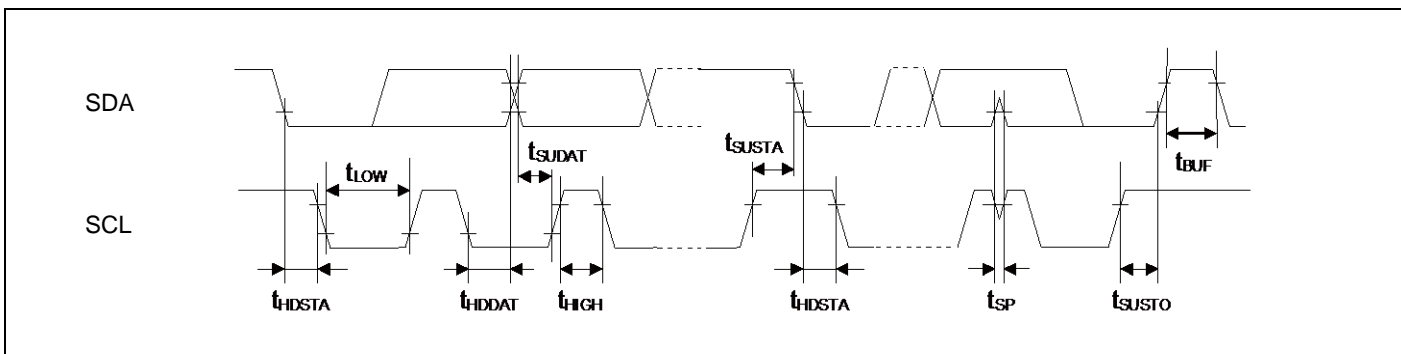 SDA
tSUDAT
tSUSTA
tBUF
tLOW
SCL
tHDSTA
tHDDAT
tHIGH
tHDSTA
tSP
tSUSTO